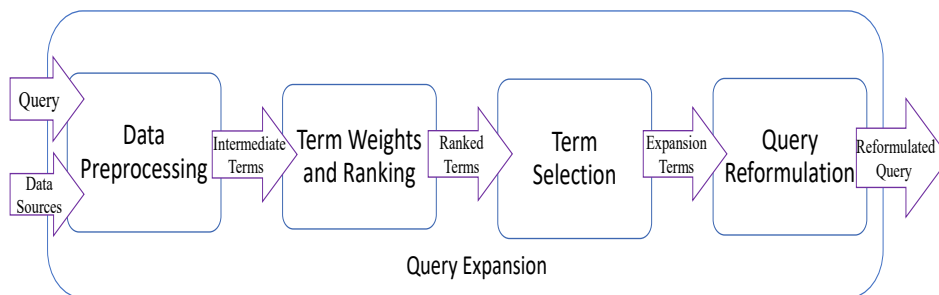 Query
Data
Sources
Data
Preprocessing
Intermediate
Terms
Term Weights
and Ranking
Ranked
Terms
Term
Selection
Expansion
Terms
Query
Reformulation
Reformulated
Query
Query Expansion